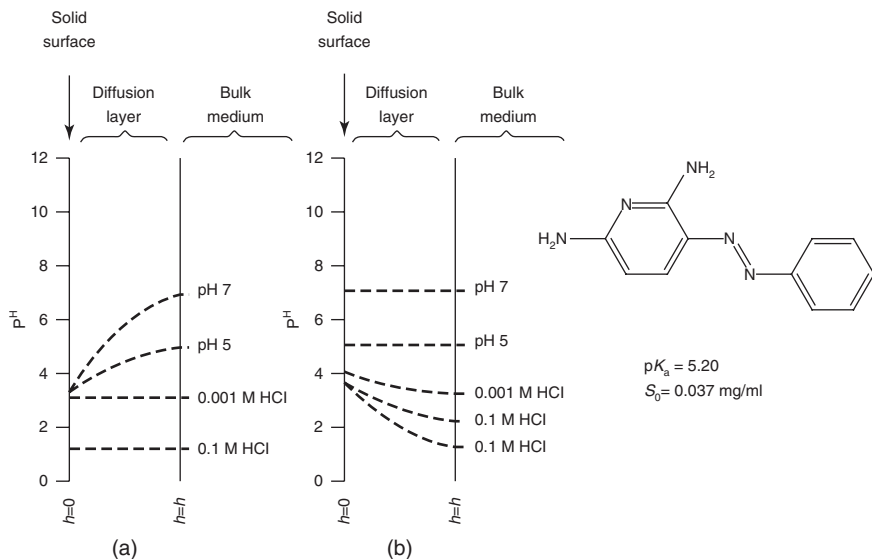 Solid
surface
Diffusion
layer
Bulk
medium
12
10
8
6
4
2
0
P^H
pH 7
pH 5
0.001 M HCl
0.1 M HCl
h=0
h=h
(a)
Solid
surface
Diffusion
layer
Bulk
medium
12
10
8
6
4
2
0
P^H
pH 7
pH 5
0.001 M HCl
0.1 M HCl
0.1 M HCl
h=0
h=h
(b)
NH₂
N
H₂N
N
N
pKₐ = 5.20
S₀= 0.037 mg/ml